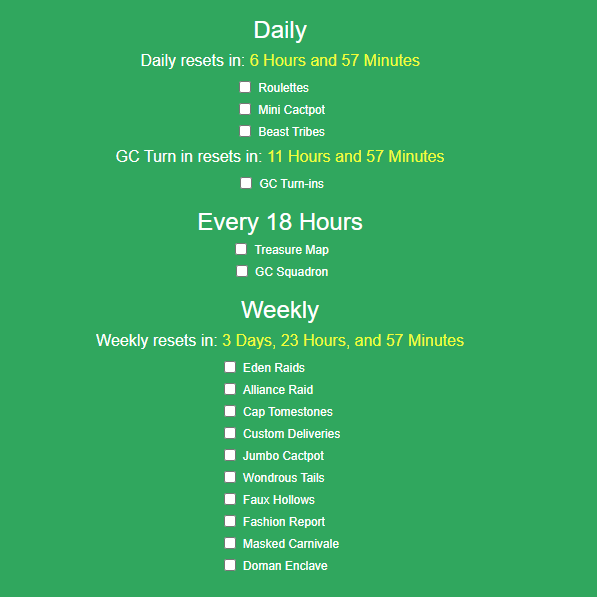 Daily
Daily resets in: 6 Hours and 57 Minutes
Roulettes
Mini Cactpot
Beast Tribes
GC Turn in resets in: 11 Hours and 57 Minutes
GC Turn-ins
Every 18 Hours
Treasure Map
GC Squadron
Weekly
Weekly resets in: 3 Days, 23 Hours, and 57 Minutes
Eden Raids
Alliance Raid
Cap Tomestones
Custom Deliveries
Jumbo Cactpot
Wondrous Tails
Faux Hollows
Fashion Report
Masked Carnivale
Doman Enclave